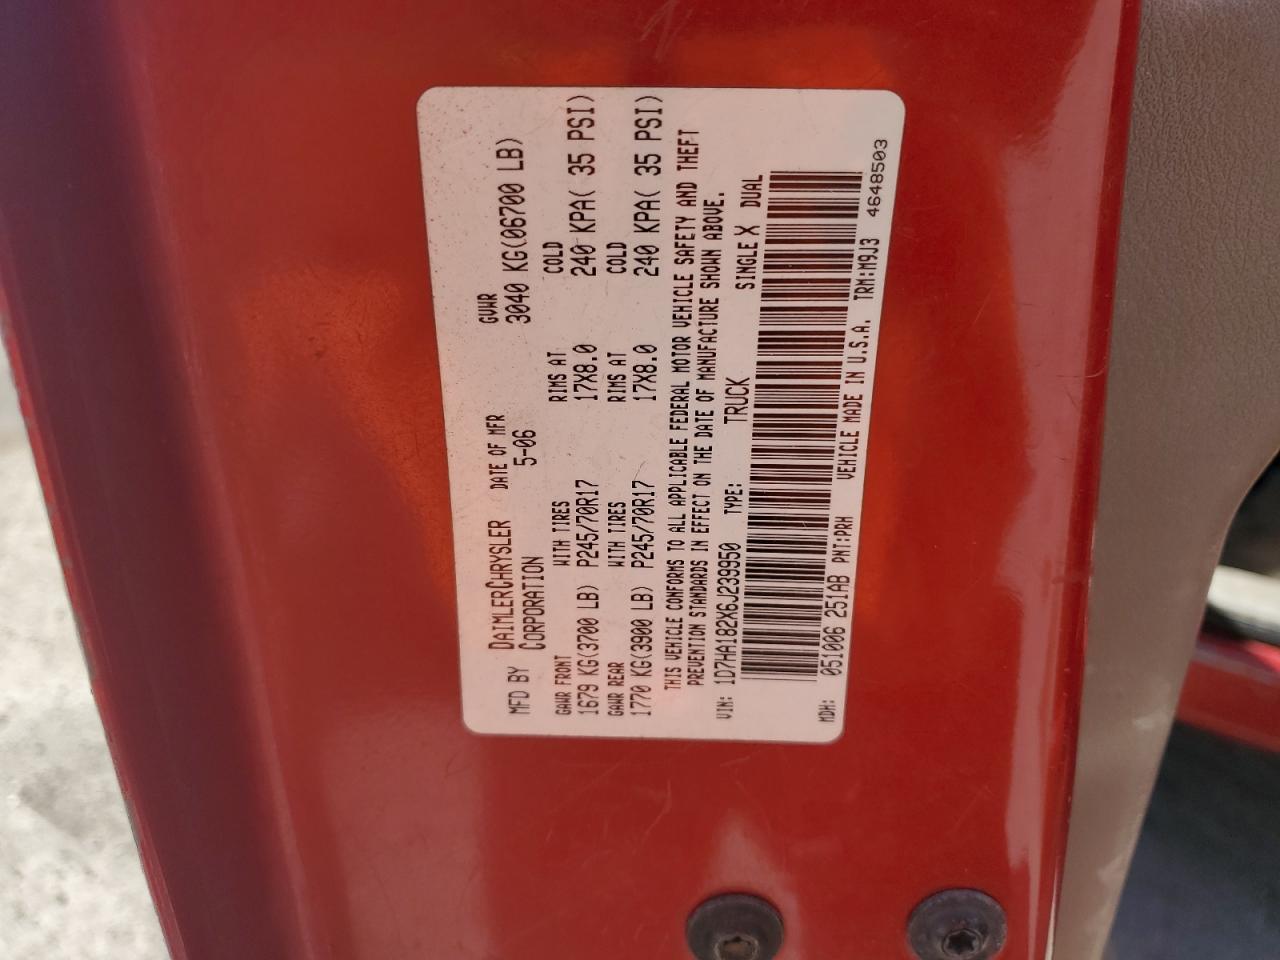 MFD BY DAIMLERCHRYSLER CORPORATION
DATE OF MFR 5-06
GVWR 3040 KG(06700 LB)
GAWR FRONT WITH TIRES RIMS AT COLD
1679 KG(3700 LB) P245/70R17 17X8.0 240 KPA( 35 PSI)
GAWR REAR WITH TIRES RIMS AT COLD
1770 KG(3900 LB) P245/70R17 17X8.0 240 KPA( 35 PSI)
THIS VEHICLE CONFORMS TO ALL APPLICABLE FEDERAL MOTOR VEHICLE SAFETY AND THEFT
PREVENTION STANDARDS IN EFFECT ON THE DATE OF MANUFACTURE SHOWN ABOVE.
VIN: 1D7HA182X6J239950 TYPE: TRUCK SINGLE X DUAL
MDH: 051006 251AB PNT:PRH VEHICLE MADE IN U.S.A. TRM:M9J3 4648503